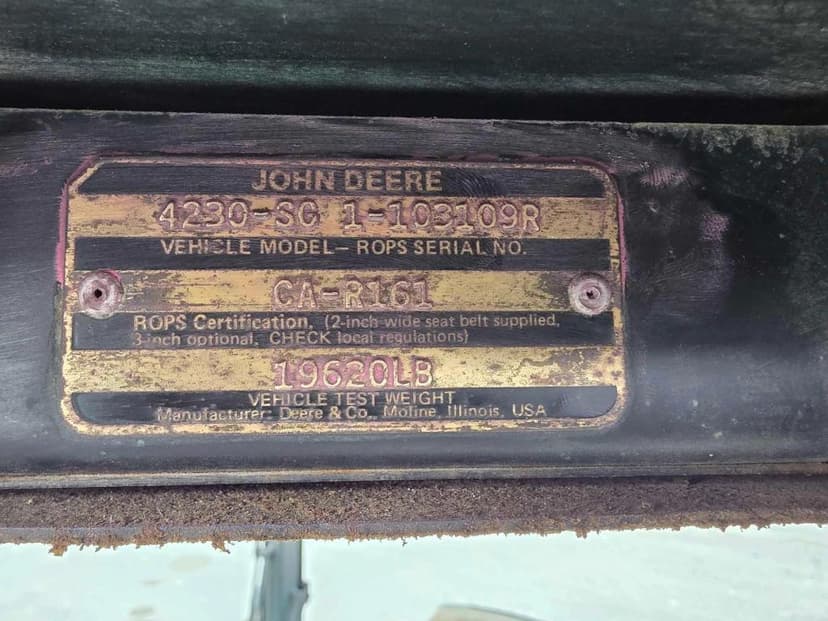 JOHN DEERE
4230-SG 1-103109R
VEHICLE MODEL - ROPS SERIAL NO.
CA-R161
ROPS Certification, (2-inch wide seat belt supplied,
3-inch optional, CHECK local regulations)
19620LB
VEHICLE TEST WEIGHT
Manufacturer: Deere & Co., Moline, Illinois, USA